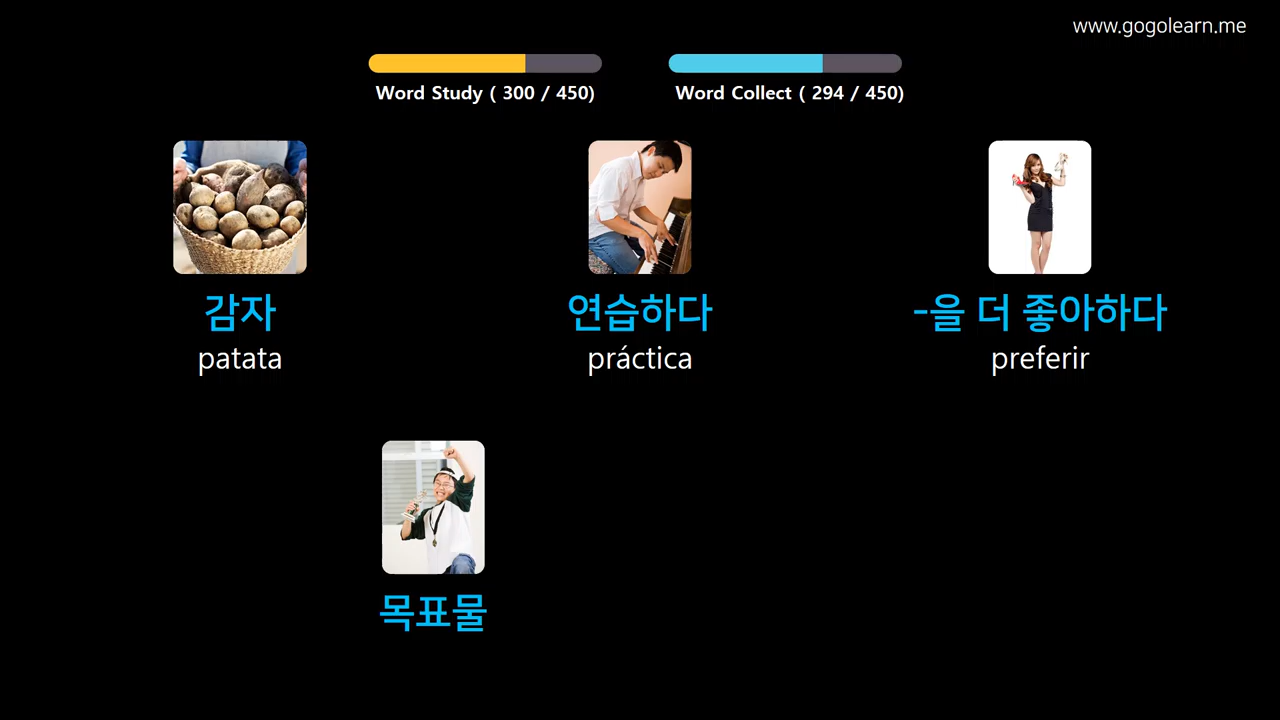 www.gogolearn.me
Word Study ( 300 / 450)
Word Collect ( 294 / 450)
감자
연습하다
-을 더 좋아하다
patata
práctica
preferir
목표물